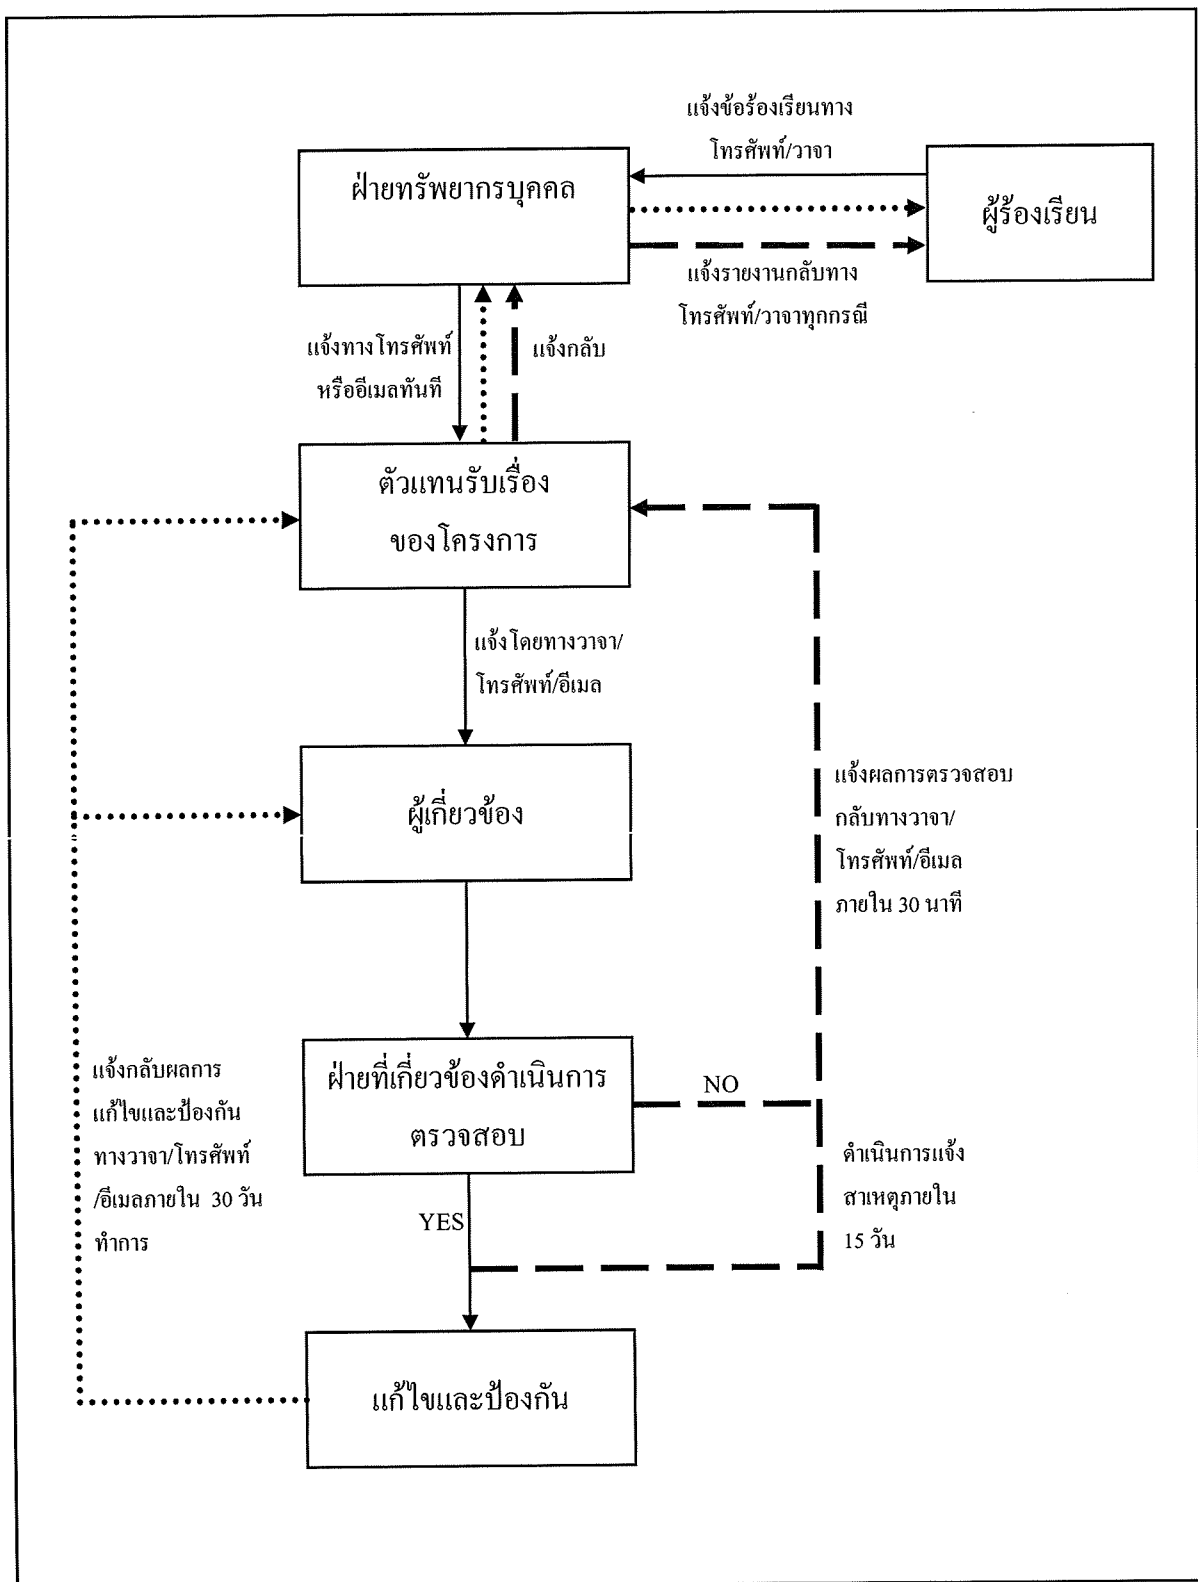 แจ้งข้อร้องเรียนทาง
โทรศัพท์/วาจา
ฝ่ายทรัพยากรบุคคล
ผู้ร้องเรียน
แจ้งรายงานกลับทาง
โทรศัพท์/วาจาทุกกรณี
แจ้งทางโทรศัพท์
หรืออีเมลทันที
แจ้งกลับ
ตัวแทนรับเรื่อง
ของโครงการ
แจ้งโดยทางวาจา/
โทรศัพท์/อีเมล
ผู้เกี่ยวข้อง
แจ้งผลการตรวจสอบ
กลับทางวาจา/
โทรศัพท์/อีเมล
ภายใน 30 นาที
แจ้งกลับผลการ
แก้ไขและป้องกัน
ทางวาจา/โทรศัพท์
/อีเมลภายใน 30 วัน
ทำการ
ฝ่ายที่เกี่ยวข้องดำเนินการ
ตรวจสอบ
NO
YES
ดำเนินการแจ้ง
สาเหตุภายใน
15 วัน
แก้ไขและป้องกัน